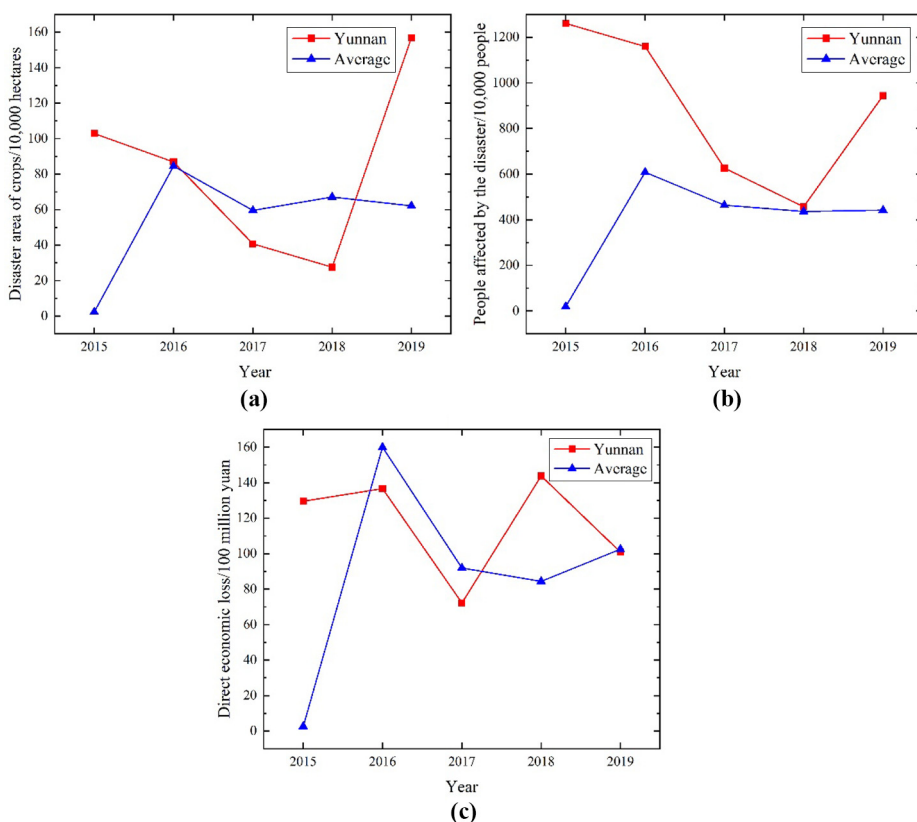 Disaster area of crops/10,000 hectares
160
140
120
100
80
60
40
20
0
Yunnan
Average
2015 2016 2017 2018 2019
Year
(a)
People affected by the disaster/10,000 people
1200
1000
800
600
400
200
0
Yunnan
Average
2015 2016 2017 2018 2019
Year
(b)
Direct economic loss/100 million yuan
160
140
120
100
80
60
40
20
0
Yunnan
Average
2015 2016 2017 2018 2019
Year
(c)